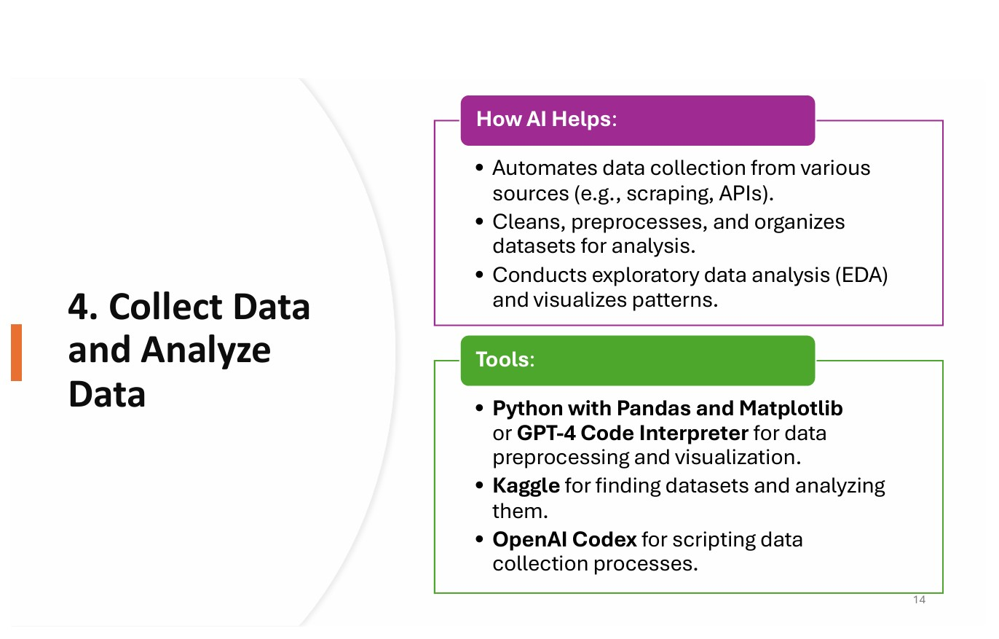 4. Collect Data
and Analyze
Data
How AI Helps:
• Automates data collection from various
sources (e.g., scraping, APIs).
• Cleans, preprocesses, and organizes
datasets for analysis.
• Conducts exploratory data analysis (EDA)
and visualizes patterns.
Tools:
• Python with Pandas and Matplotlib
or GPT-4 Code Interpreter for data
preprocessing and visualization.
• Kaggle for finding datasets and analyzing
them.
• OpenAI Codex for scripting data
collection processes.
14